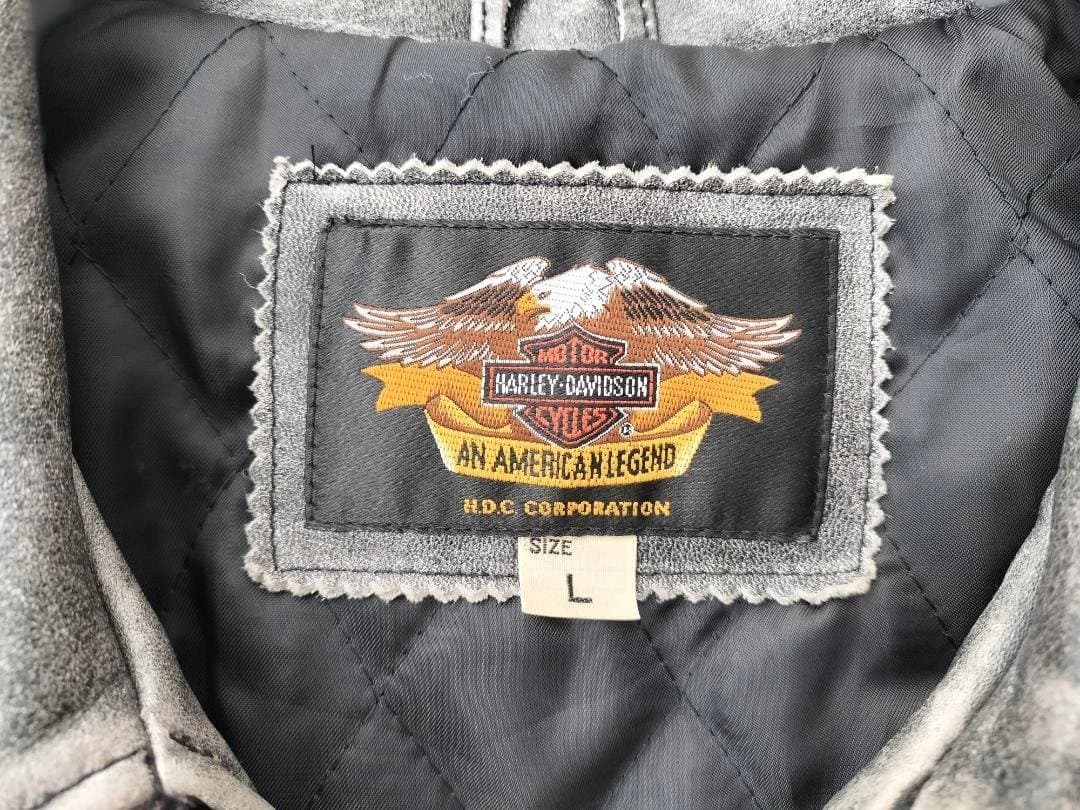 MOTOR
HARLEY-DAVIDSON
CYCLES
®
AN AMERICAN LEGEND
H.D.C. CORPORATION
SIZE
L